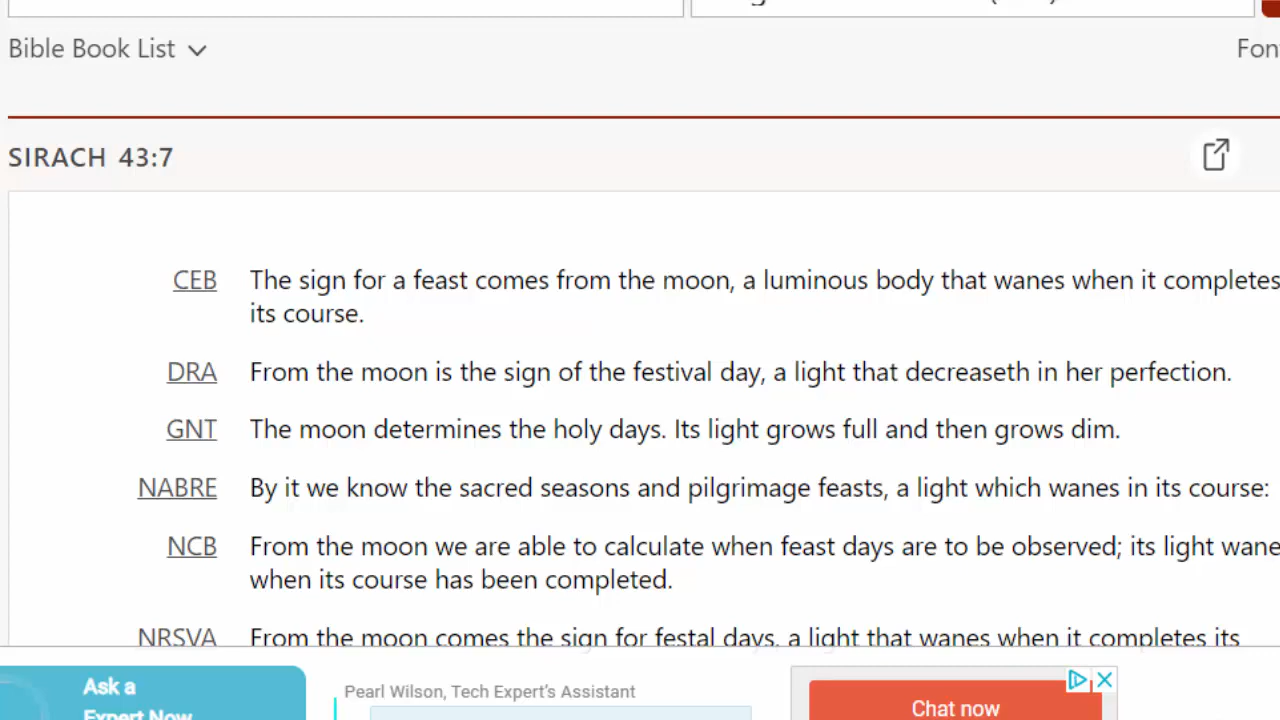 Bible Book List
Fon
SIRACH 43:7
CEB The sign for a feast comes from the moon, a luminous body that wanes when it completes
its course.
DRA From the moon is the sign of the festival day, a light that decreaseth in her perfection.
GNT The moon determines the holy days. Its light grows full and then grows dim.
NABRE By it we know the sacred seasons and pilgrimage feasts, a light which wanes in its course:
NCB From the moon we are able to calculate when feast days are to be observed; its light wane
when its course has been completed.
NRSVA From the moon comes the sign for festal days, a light that wanes when it completes its
Ask a
Expert Now
Pearl Wilson, Tech Expert's Assistant
Chat now